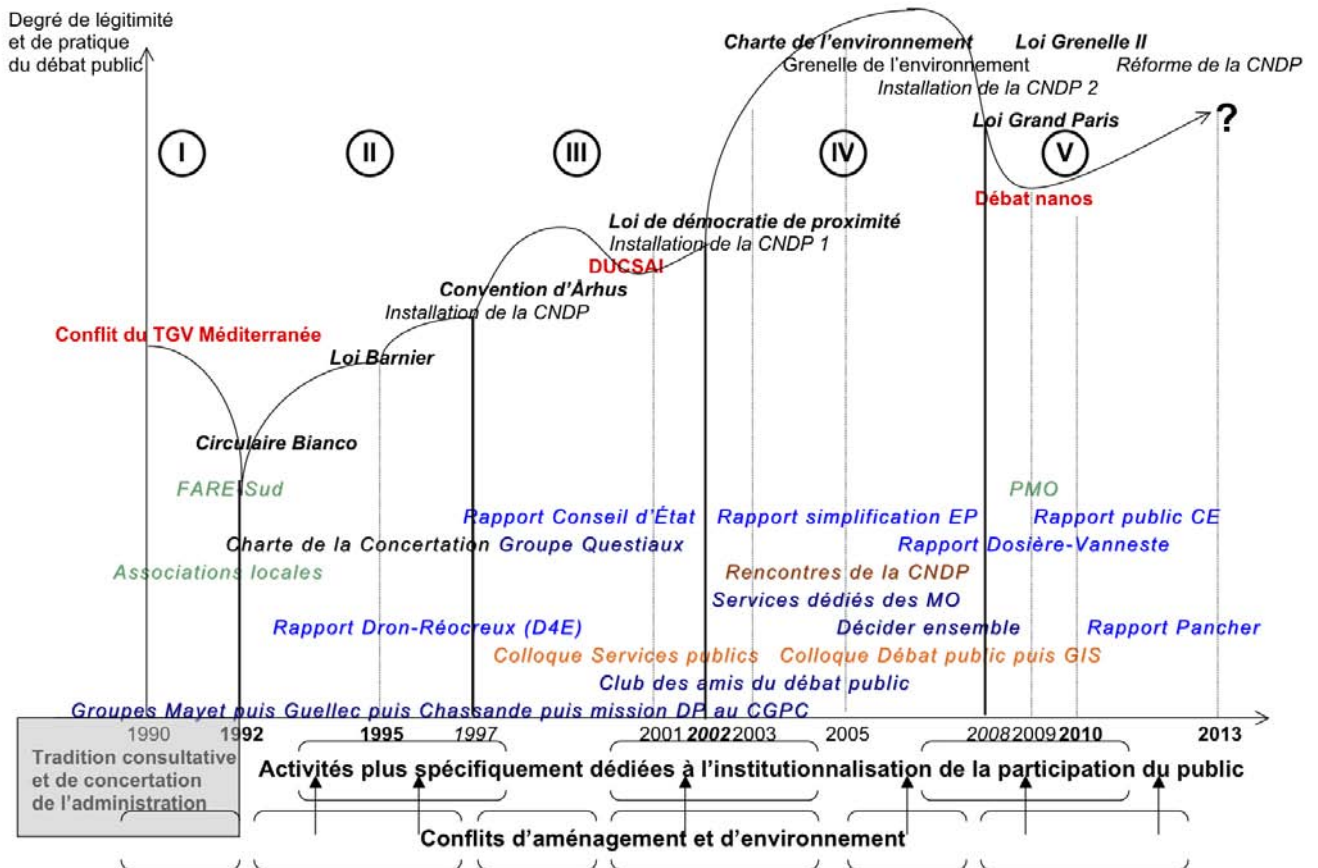 Degré de légitimité
et de pratique
du débat public
Charte de l'environnement
Loi Grenelle II
Grenelle de l'environnement
Réforme de la CNDP
Installation de la CNDP 2
Loi Grand Paris
?
I
II
III
IV
V
Débat nanos
Loi de démocratie de proximité
Installation de la CNDP 1
DUCSAI
Convention d'Århus
Installation de la CNDP
Conflit du TGV Méditerranée
Loi Barnier
Circulaire Bianco
FARE-Sud
PMO
Rapport Conseil d'État
Rapport simplification EP
Rapport public CE
Charte de la Concertation
Groupe Questiaux
Rapport Dosière-Vanneste
Associations locales
Rencontres de la CNDP
Services dédiés des MO
Rapport Dron-Réocreux (D4E)
Décider ensemble
Rapport Pancher
Colloque Services publics
Colloque Débat public puis GIS
Club des amis du débat public
Groupes Mayet puis Guellec puis Chassande puis mission DP au CGPC
1990
1992
1995
1997
2001
2002
2003
2005
2008
2009
2010
2013
Tradition consultative
et de concertation
de l'administration
Activités plus spécifiquement dédiées à l'institutionnalisation de la participation du public
Conflits d'aménagement et d'environnement